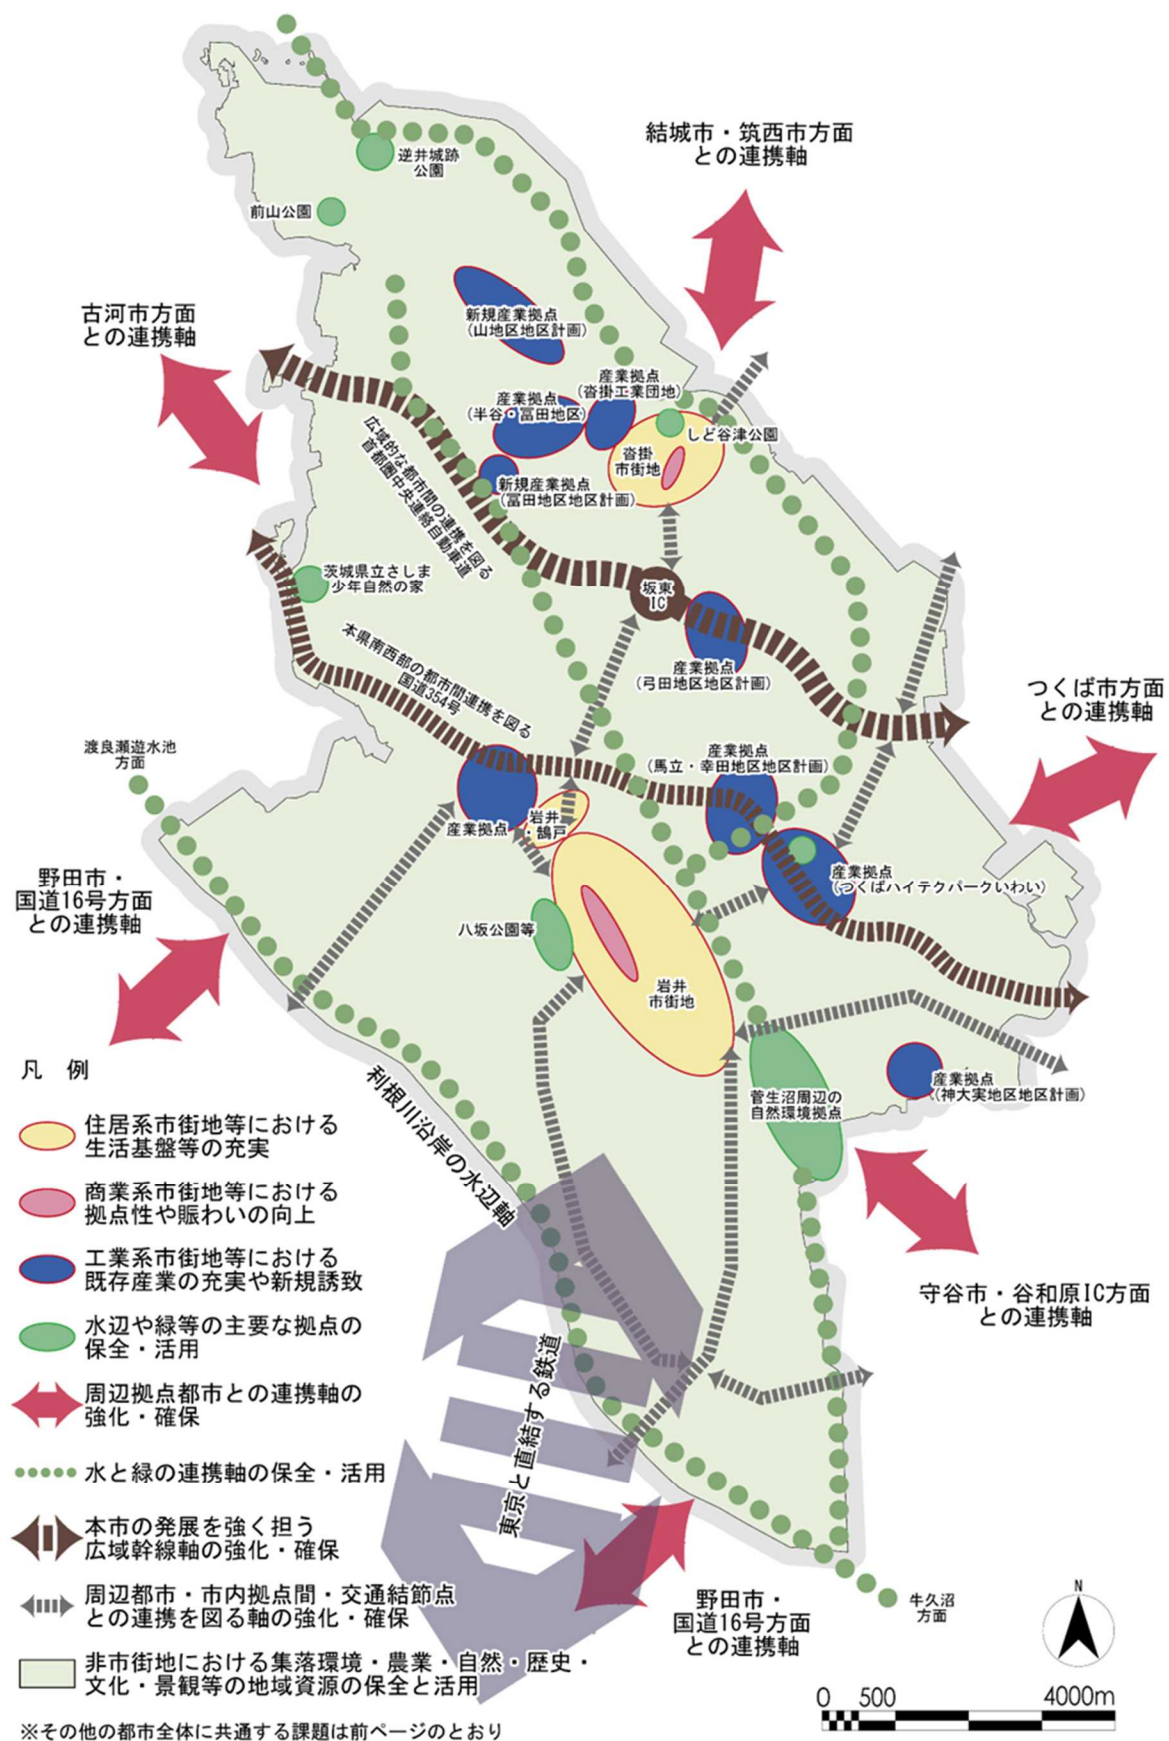 結城市・筑西市方面
との連携軸
逆井城跡
公園
前山公園
古河市方面
との連携軸
新規産業拠点
(山地区地区計画)
産業拠点
(沓掛工業団地)
産業拠点
(半谷・冨田地区)
しど谷津公園
沓掛
市街地
新規産業拠点
(冨田地区地区計画)
広域的な都市間の連携を図る
首都圏中央連絡自動車道
茨城県立さしま
少年自然の家
坂東
IC
本県南西部の都市間連携を図る
国道354号
産業拠点
(弓田地区地区計画)
つくば市方面
との連携軸
渡良瀬遊水池
方面
産業拠点
(馬立・幸田地区地区計画)
産業拠点
岩井
・鵠戸
産業拠点
(つくばハイテクパークいわい)
野田市・
国道16号方面
との連携軸
八坂公園等
岩井
市街地
産業拠点
(神大実地区地区計画)
菅生沼周辺の
自然環境拠点
利根川沿岸の水辺軸
守谷市・谷和原IC方面
との連携軸
東京と直結する鉄道
野田市・
国道16号方面
との連携軸
牛久沼
方面
凡 例
住居系市街地等における
生活基盤等の充実
商業系市街地等における
拠点性や賑わいの向上
工業系市街地等における
既存産業の充実や新規誘致
水辺や緑等の主要な拠点の
保全・活用
周辺拠点都市との連携軸の
強化・確保
水と緑の連携軸の保全・活用
本市の発展を強く担う
広域幹線軸の強化・確保
周辺都市・市内拠点間・交通結節点
との連携を図る軸の強化・確保
非市街地における集落環境・農業・自然・歴史・
文化・景観等の地域資源の保全と活用
※その他の都市全体に共通する課題は前ページのとおり
N
0 500 4000m